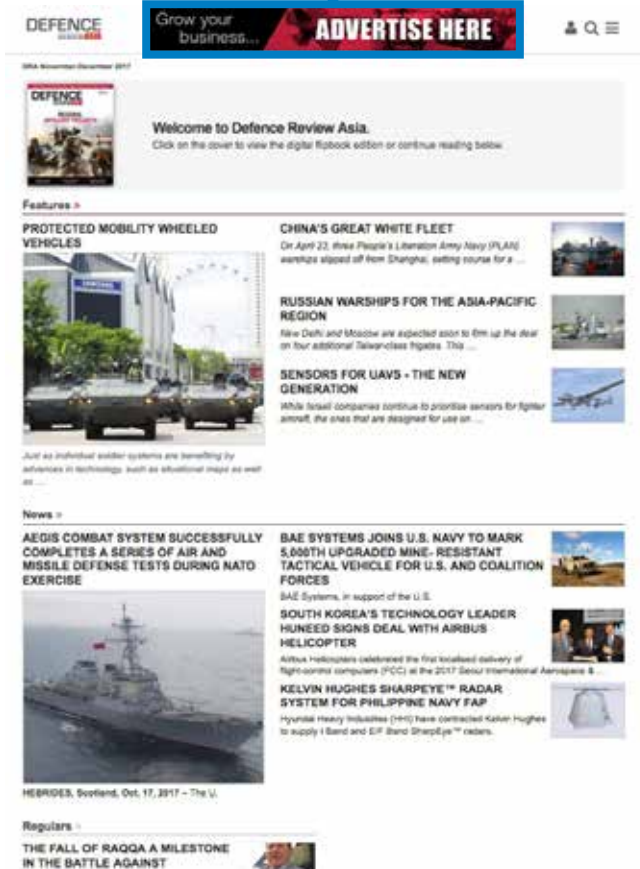 DEFENCE
Grow your
business...
ADVERTISE HERE
DRA November-December 2017
DEFENCE
Welcome to Defence Review Asia.
Click on the cover to view the digital flipbook edition or continue reading below.
Features »
PROTECTED MOBILITY WHEELED
VEHICLES
SAMSUNG
Just as individual soldier systems are benefiting by
advances in technology, such as situational maps as well
as ...
CHINA'S GREAT WHITE FLEET
On April 23, three People's Liberation Army Navy (PLAN)
warships slipped off from Shanghai, setting course for a ...
RUSSIAN WARSHIPS FOR THE ASIA-PACIFIC
REGION
New Delhi and Moscow are expected soon to firm up the deal
on four additional Talwar-class frigates. This ...
SENSORS FOR UAVS - THE NEW
GENERATION
While Israeli companies continue to prioritise sensors for fighter
aircraft, the ones that are designed for use on ...
News »
AEGIS COMBAT SYSTEM SUCCESSFULLY
COMPLETES A SERIES OF AIR AND
MISSILE DEFENSE TESTS DURING NATO
EXERCISE
HEBRIDES, Scotland, Oct. 17, 2017 – The U.
BAE SYSTEMS JOINS U.S. NAVY TO MARK
5,000TH UPGRADED MINE- RESISTANT
TACTICAL VEHICLE FOR U.S. AND COALITION
FORCES
BAE Systems, in support of the U.S.
SOUTH KOREA'S TECHNOLOGY LEADER
HUNEED SIGNS DEAL WITH AIRBUS
HELICOPTER
Airbus Helicopters celebrated the first localised delivery of
flight-control computers (FCC) at the 2017 Seoul International Aerospace & ...
KELVIN HUGHES SHARPEYE™ RADAR
SYSTEM FOR PHILIPPINE NAVY FAP
Hyundai Heavy Industries (HHI) have contracted Kelvin Hughes
to supply I Band and E/F Band SharpEye™ radars.
Regulars »
THE FALL OF RAQQA A MILESTONE
IN THE BATTLE AGAINST